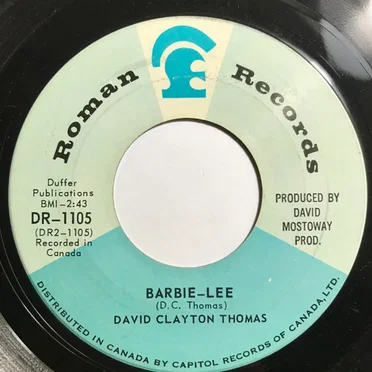 Roman Records
Duffer
Publications
BMI-2:43
DR-1105
(DR2-1105)
Recorded in
Canada
PRODUCED BY
DAVID
MOSTOWAY
PROD.
BARBIE-LEE
(D.C. Thomas)
DAVID CLAYTON THOMAS
DISTRIBUTED IN CANADA BY CAPITOL RECORDS OF CANADA, LTD.